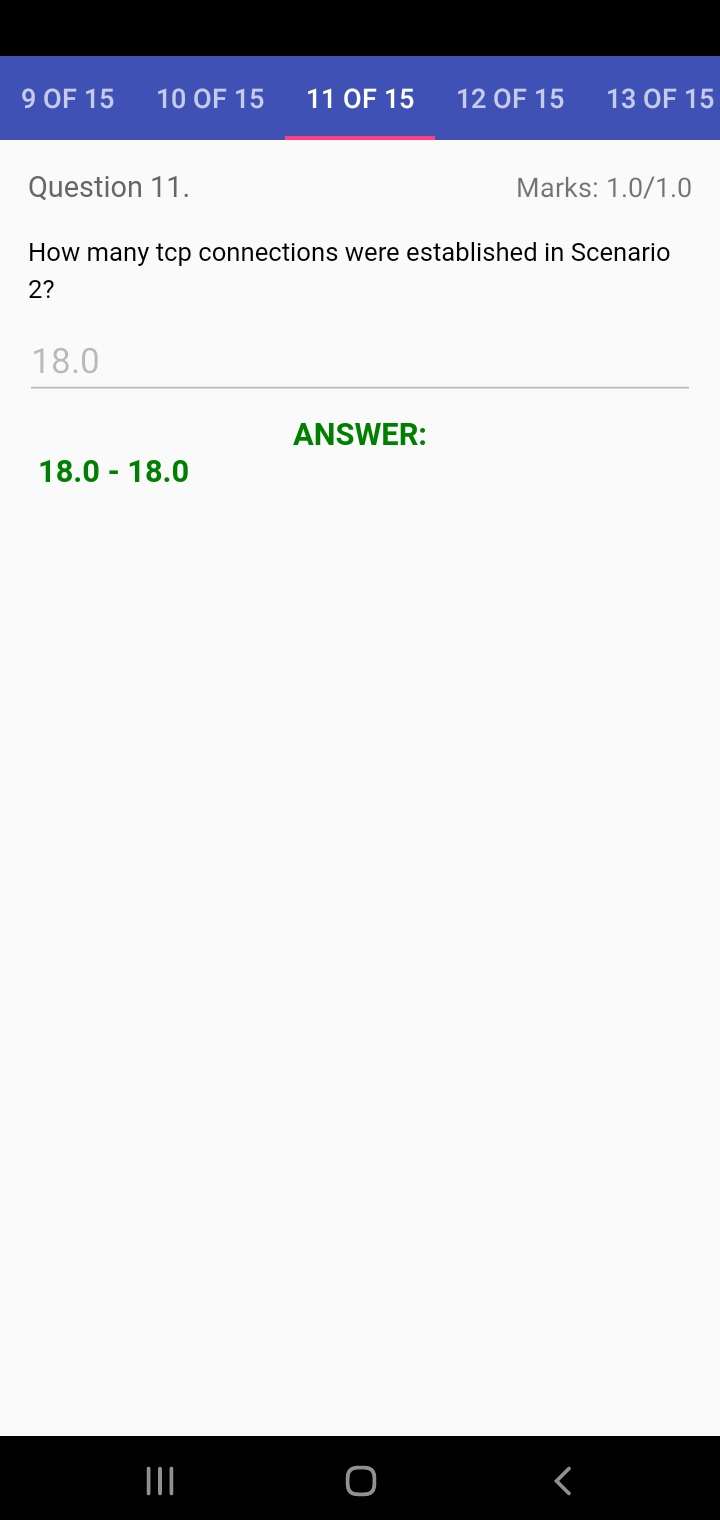 9 OF 15 10 OF 15 11 OF 15 12 OF 15 13 OF 15
Question 11. Marks: 1.0/1.0
How many tcp connections were established in Scenario
2?
18.0
ANSWER:
18.0 - 18.0